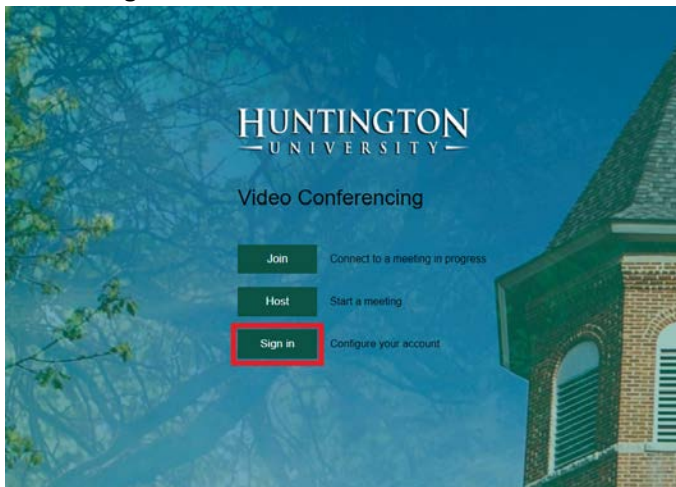 HUNTINGTON
UNIVERSITY
Video Conferencing
Join Connect to a meeting in progress
Host Start a meeting
Sign in Configure your account